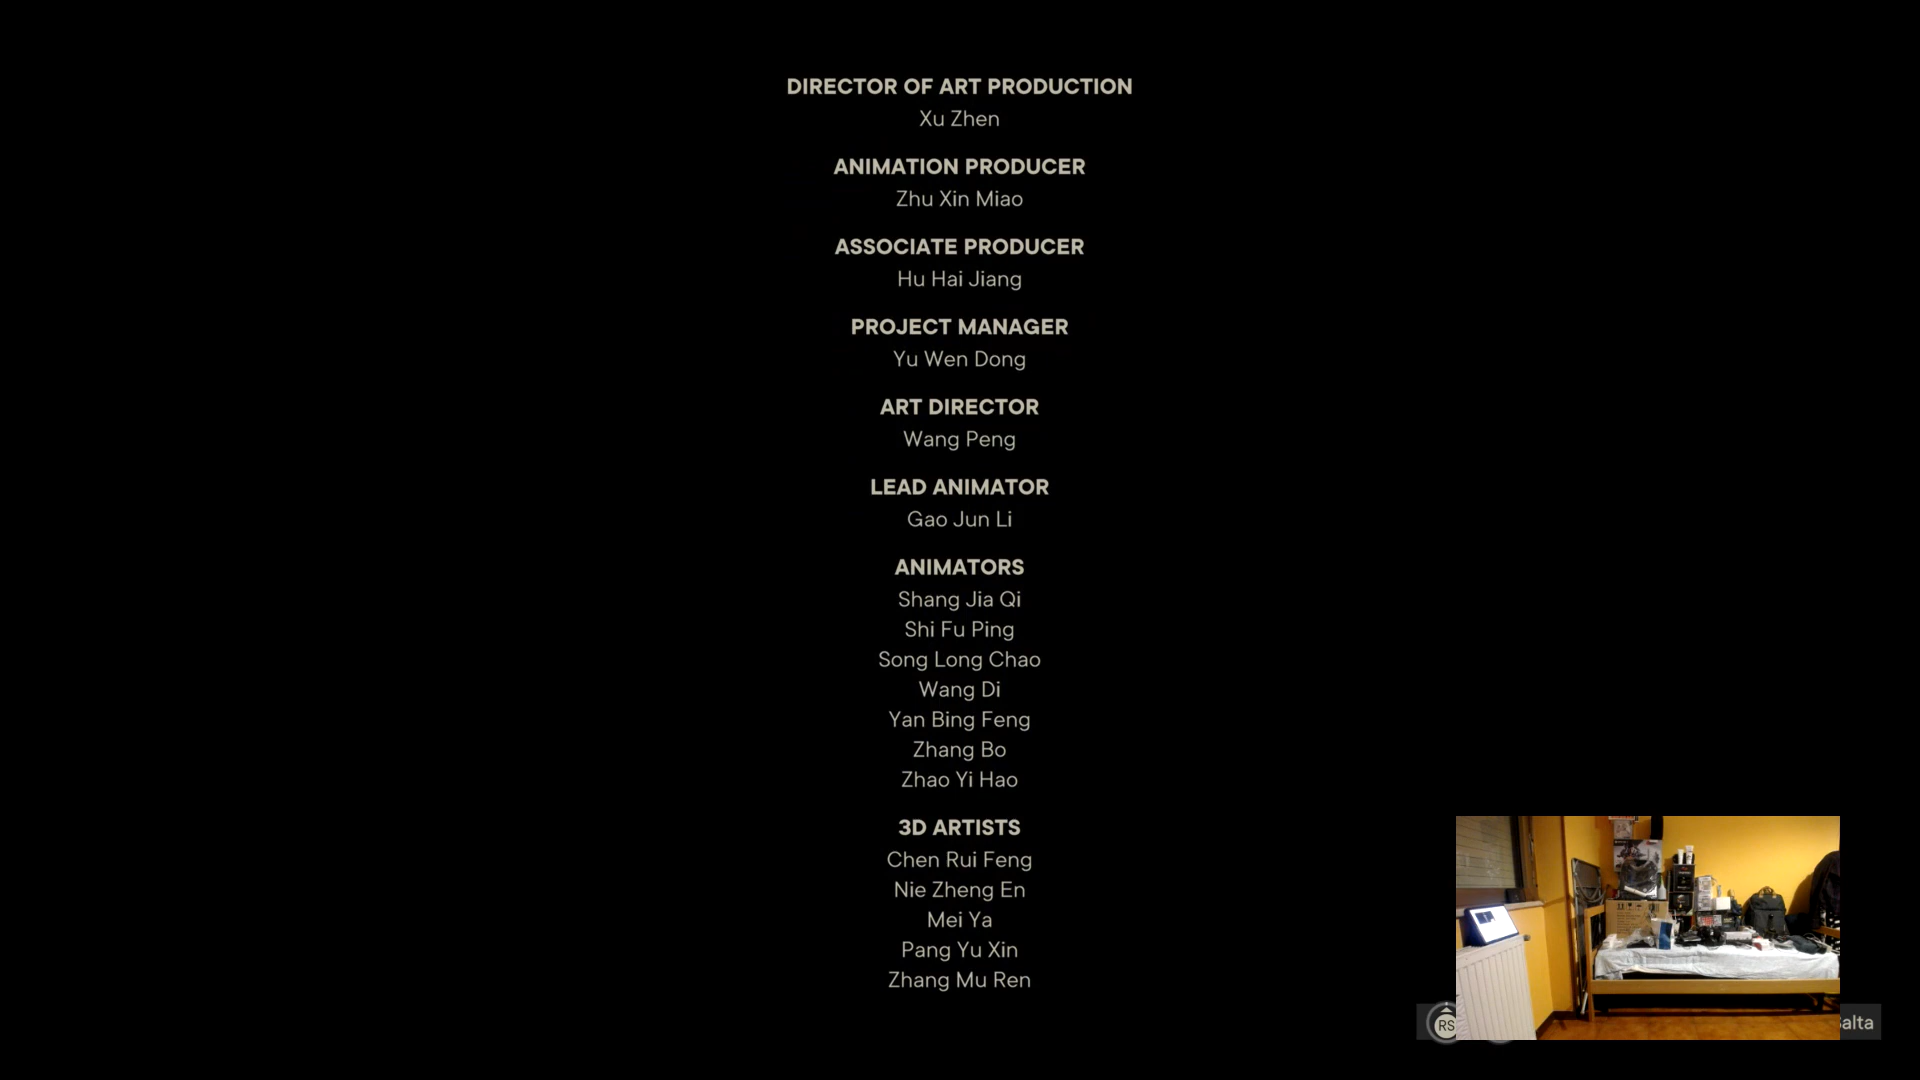 DIRECTOR OF ART PRODUCTION
Xu Zhen
ANIMATION PRODUCER
Zhu Xin Miao
ASSOCIATE PRODUCER
Hu Hai Jiang
PROJECT MANAGER
Yu Wen Dong
ART DIRECTOR
Wang Peng
LEAD ANIMATOR
Gao Jun Li
ANIMATORS
Shang Jia Qi
Shi Fu Ping
Song Long Chao
Wang Di
Yan Bing Feng
Zhang Bo
Zhao Yi Hao
3D ARTISTS
Chen Rui Feng
Nie Zheng En
Mei Ya
Pang Yu Xin
Zhang Mu Ren
RS